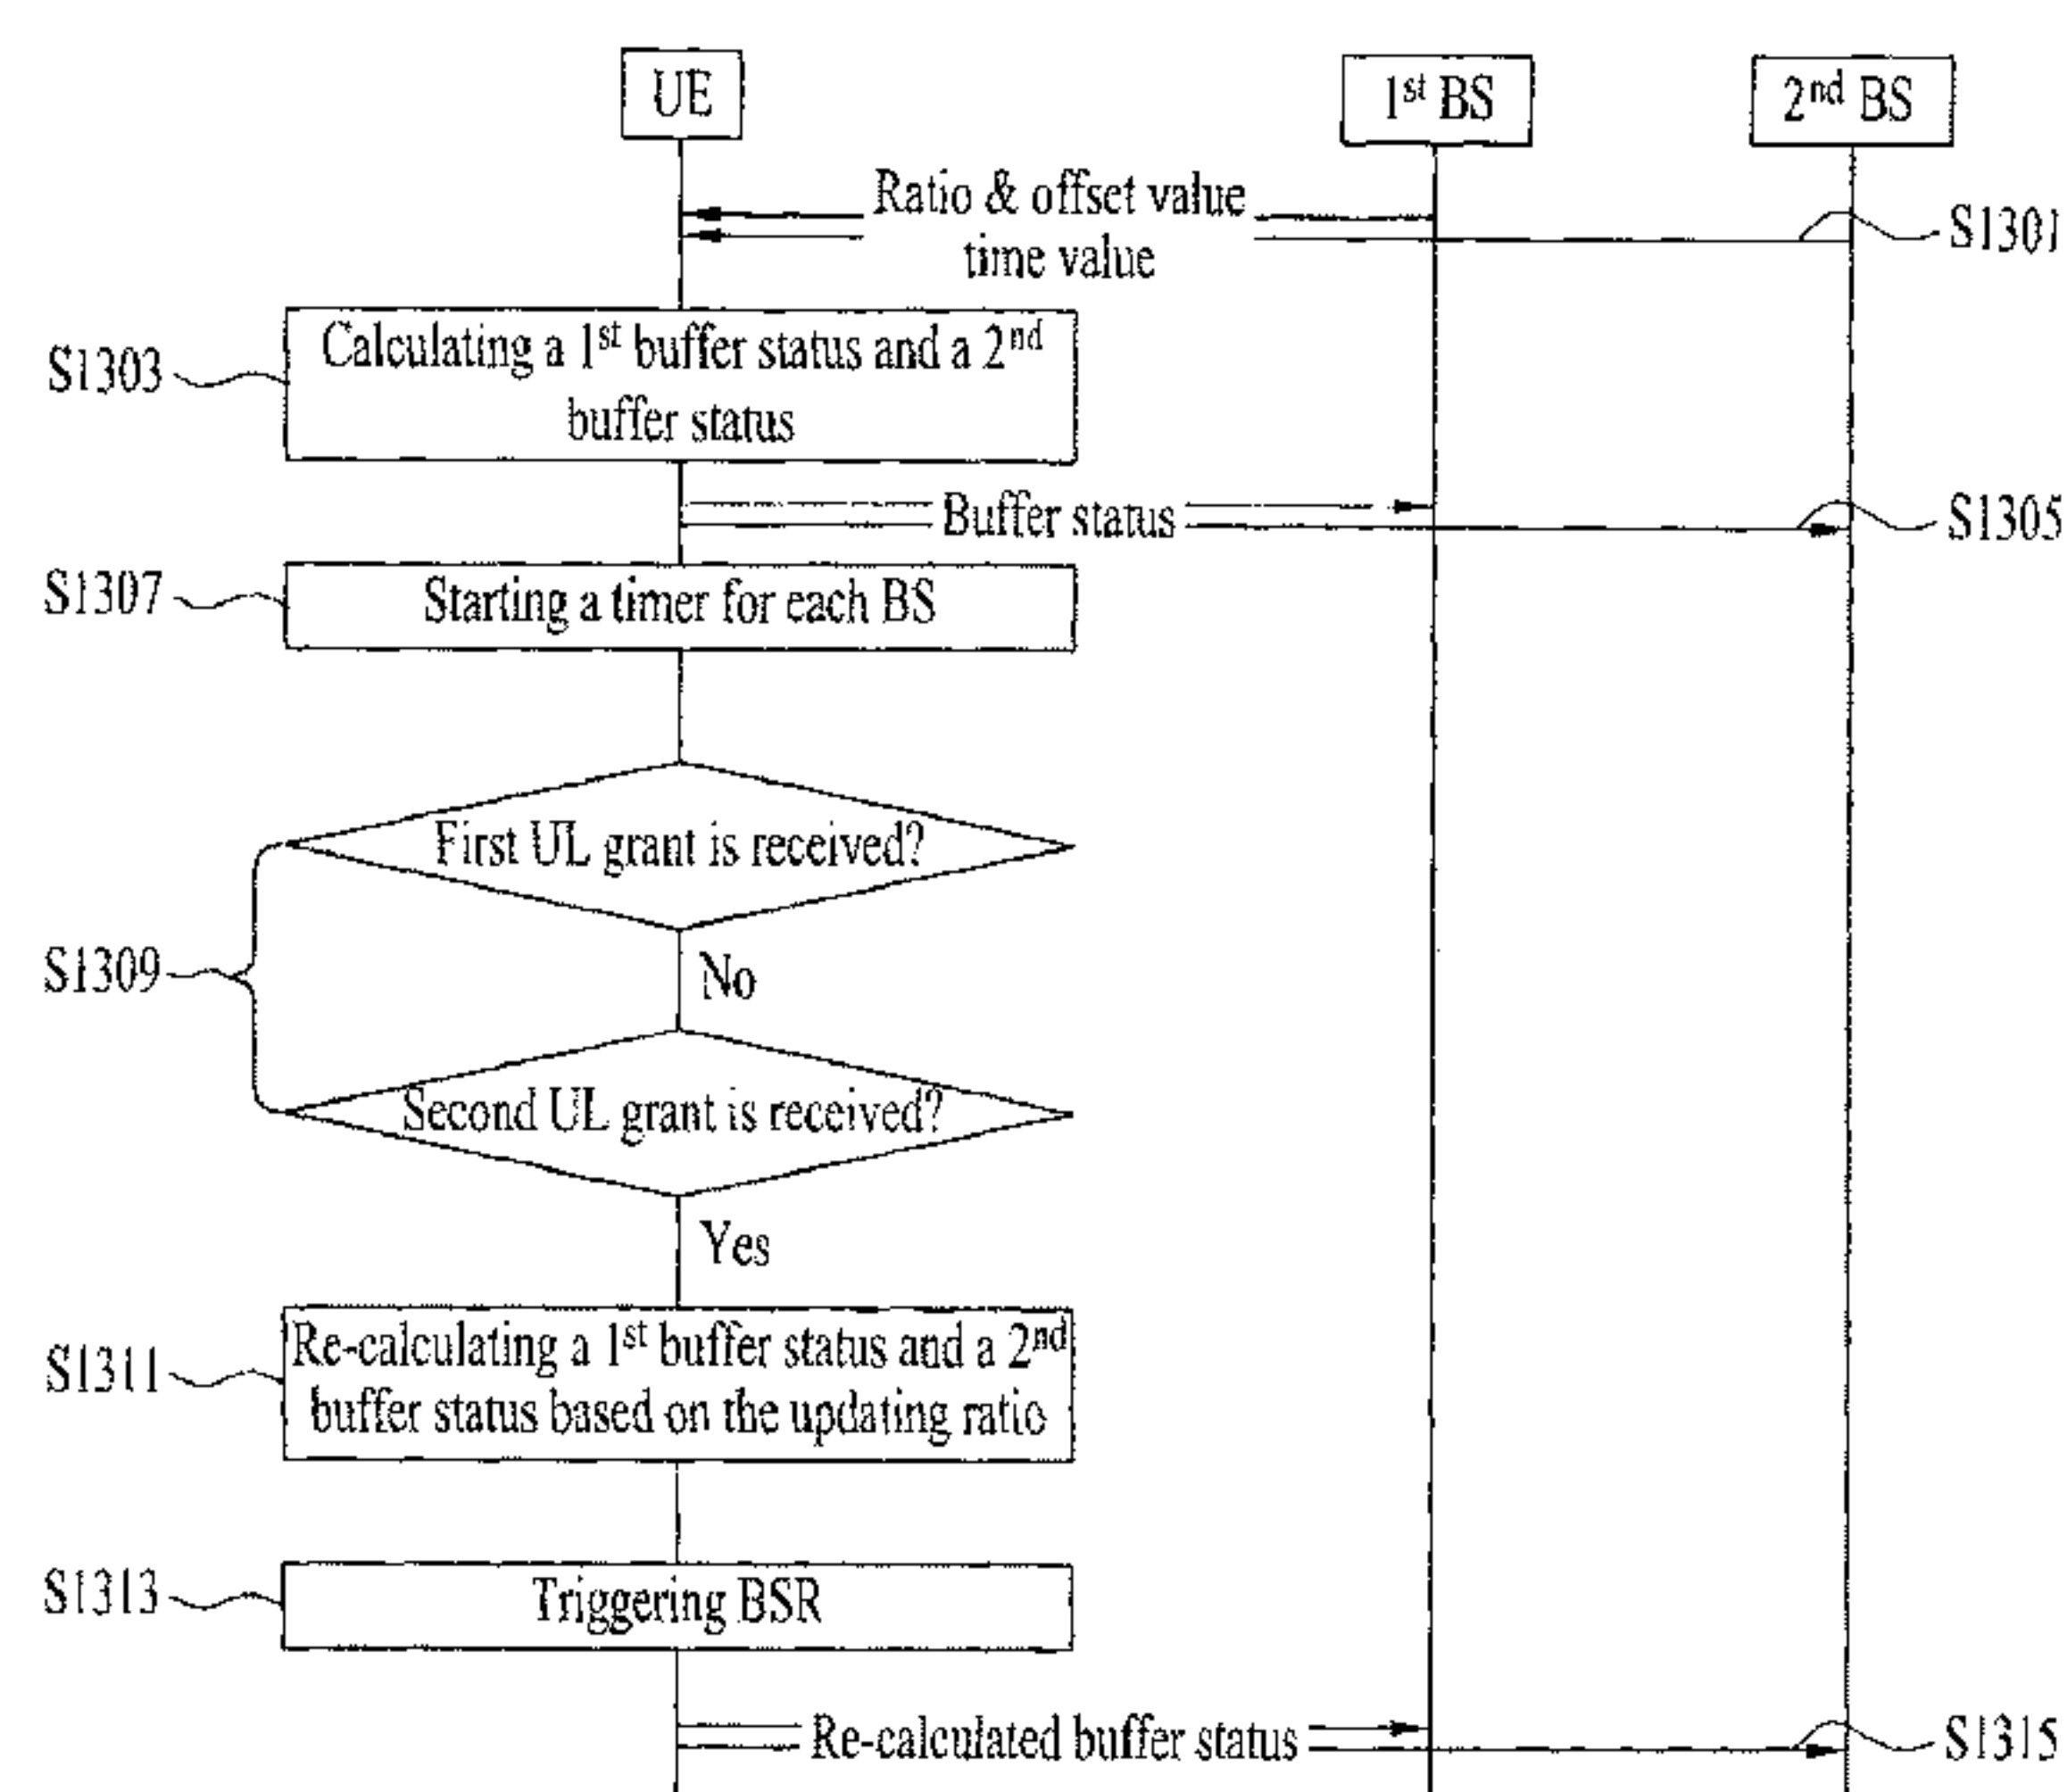 UE
1st BS
2nd BS
Ratio & offset value
time value
S1301
S1303
Calculating a 1st buffer status and a 2nd
buffer status
Buffer status
S1305
S1307
Starting a timer for each BS
First UL grant is received?
S1309
No
Second UL grant is received?
Yes
S1311
Re-calculating a 1st buffer status and a 2nd
buffer status based on the updating ratio
S1313
Triggering BSR
Re-calculated buffer status
S1315